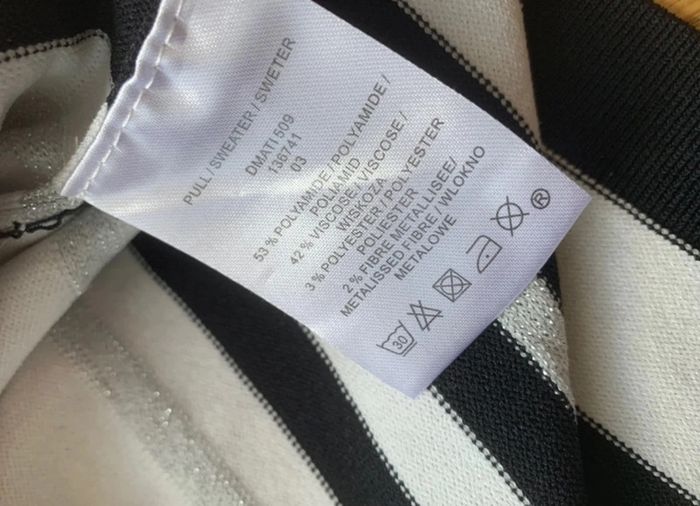 PULL / SWEATER / SWETER
DMATI 509
136741
03
53 % POLYAMIDE / POLYAMIDE /
POLIAMID
42 % VISCOSE / VISCOSE /
WISKOZA
3 % POLYESTER / POLYESTER
POLIESTER
2 % FIBRE METALLISEE/
METALISSED FIBRE / WLOKNO
METALOWE
30
®